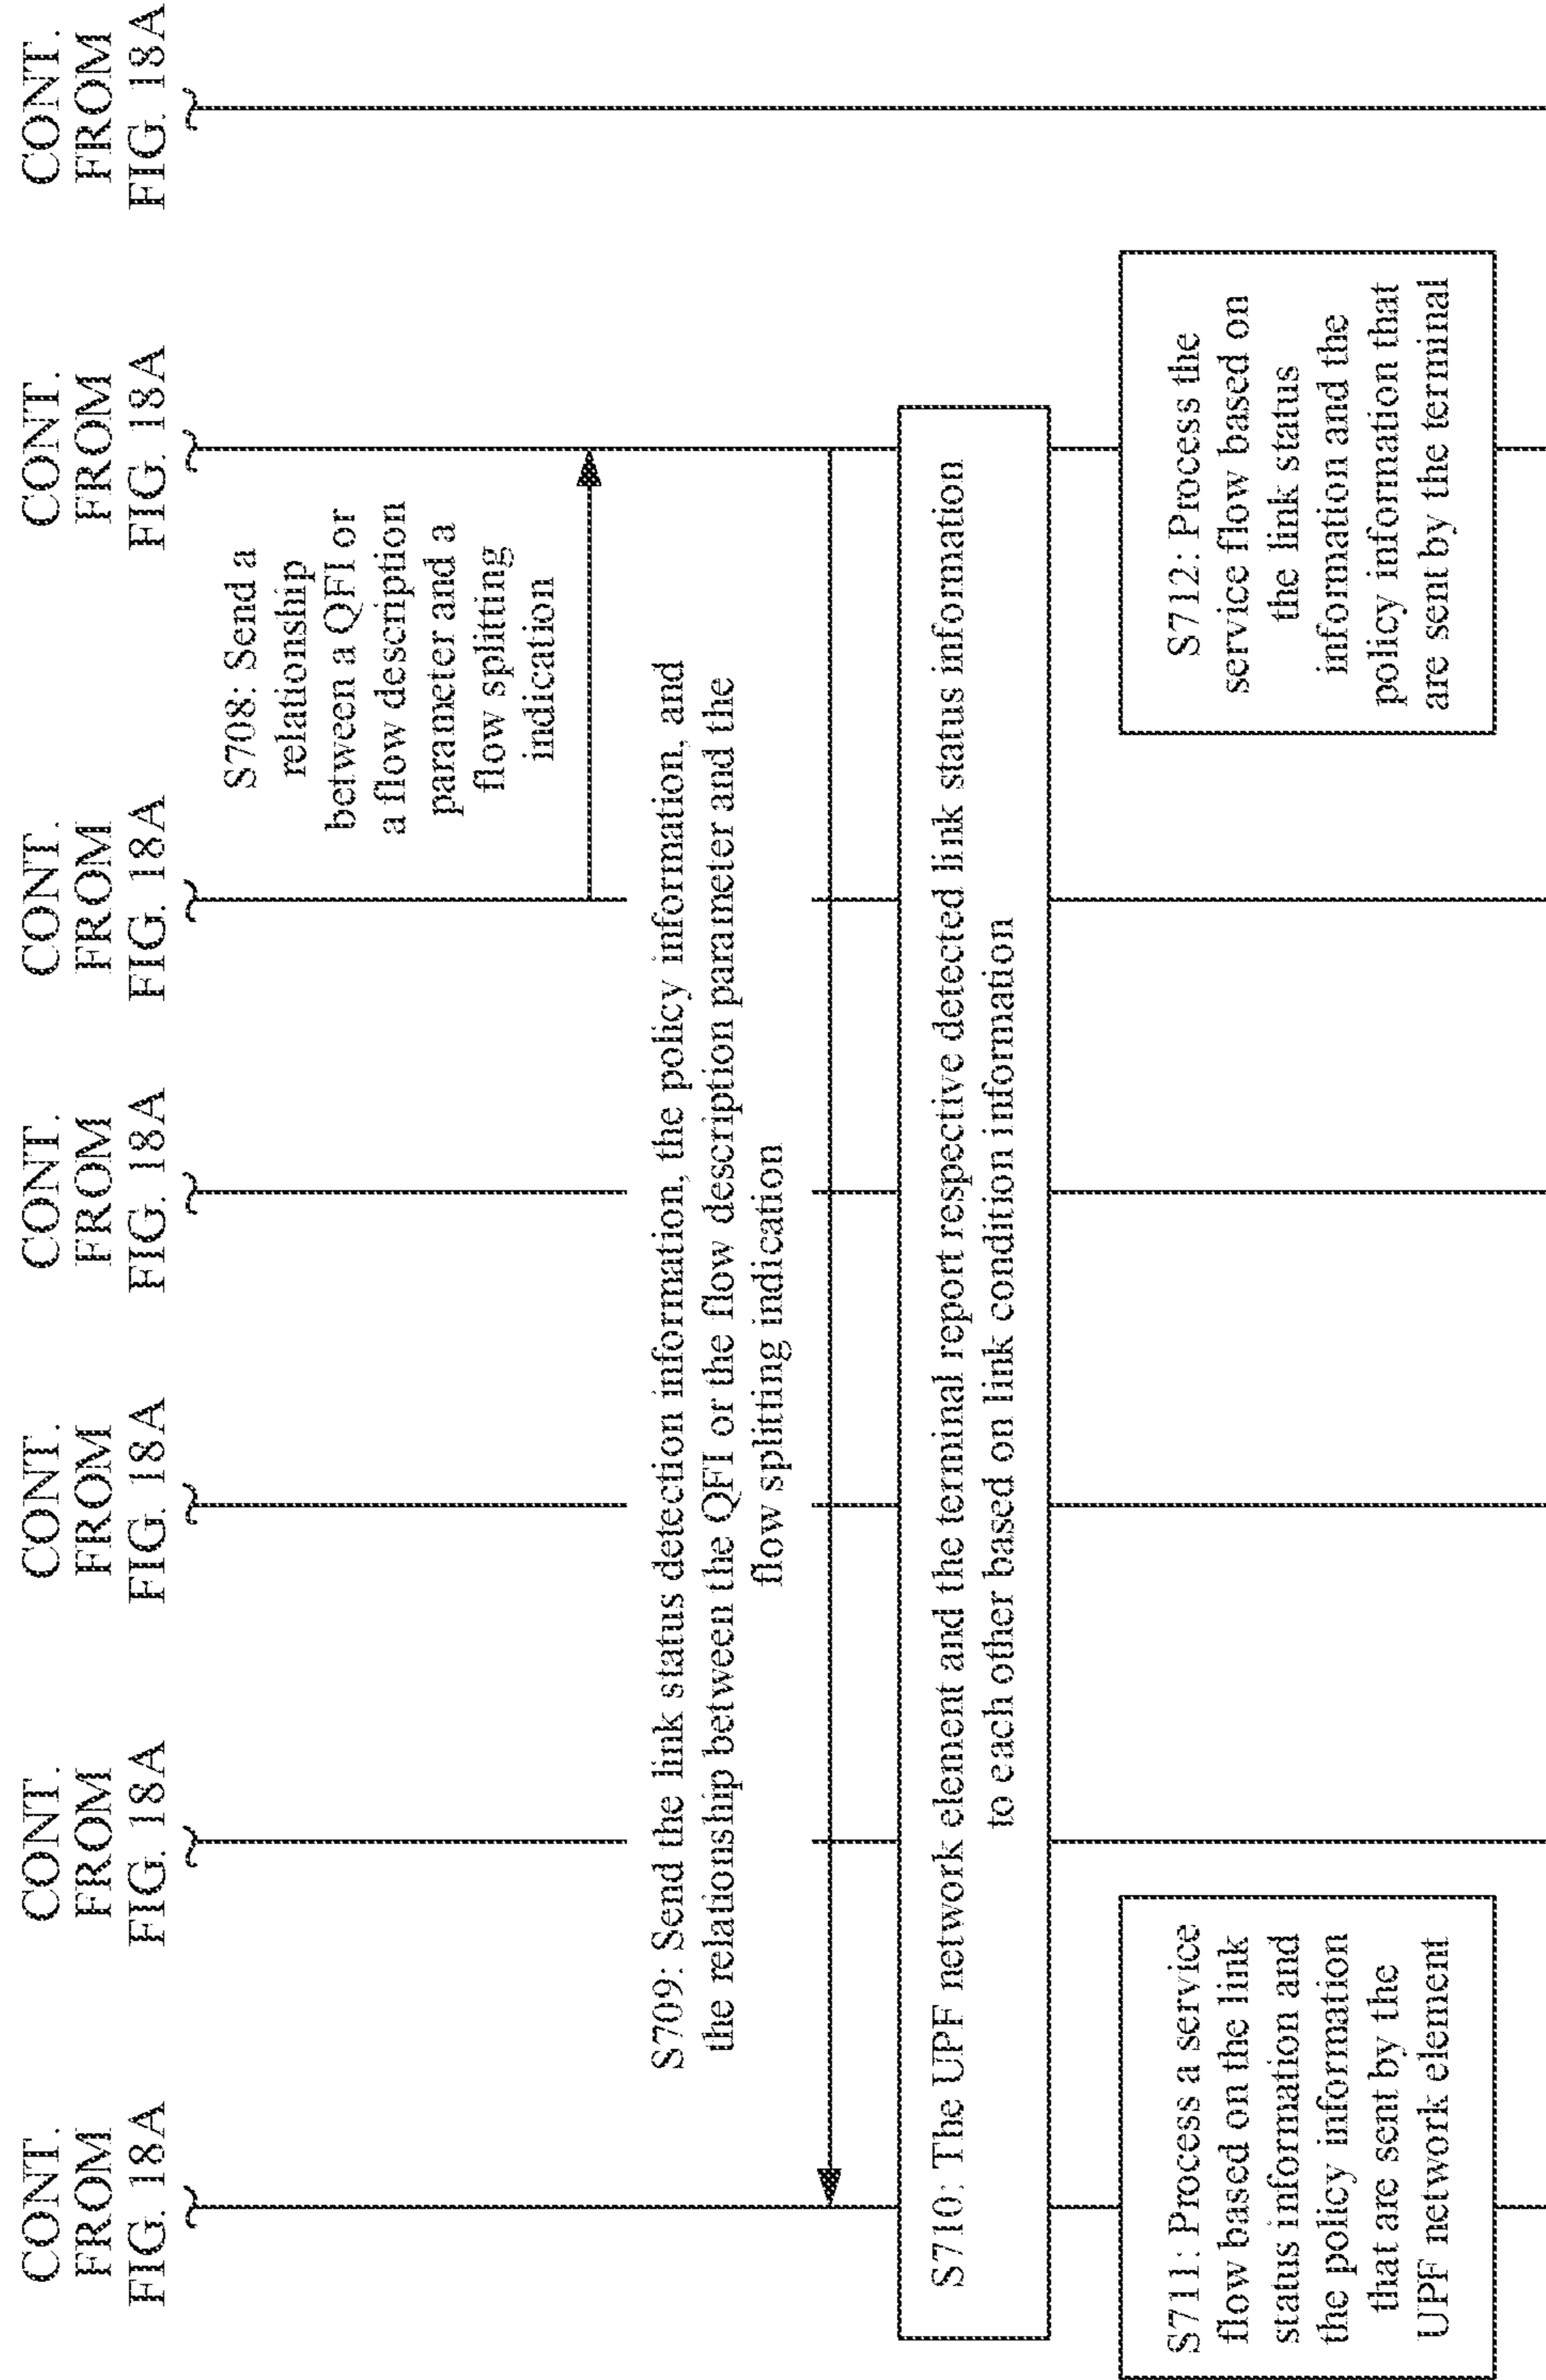 CONT.
FROM
FIG. 18A
CONT.
FROM
FIG. 18A
CONT.
FROM
FIG. 18A
CONT.
FROM
FIG. 18A
CONT.
FROM
FIG. 18A
CONT.
FROM
FIG. 18A
CONT.
FROM
FIG. 18A
S708: Send a
relationship
between a QFI or
a flow description
parameter and a
flow splitting
indication
S709: Send the link status detection information, the policy information, and
the relationship between the QFI or the flow description parameter and the
flow splitting indication
S710: The UPF network element and the terminal report respective detected link status information
to each other based on link condition information
S711: Process a service
flow based on the link
status information and
the policy information
that are sent by the
UPF network element
S712: Process the
service flow based on
the link status
information and the
policy information that
are sent by the terminal